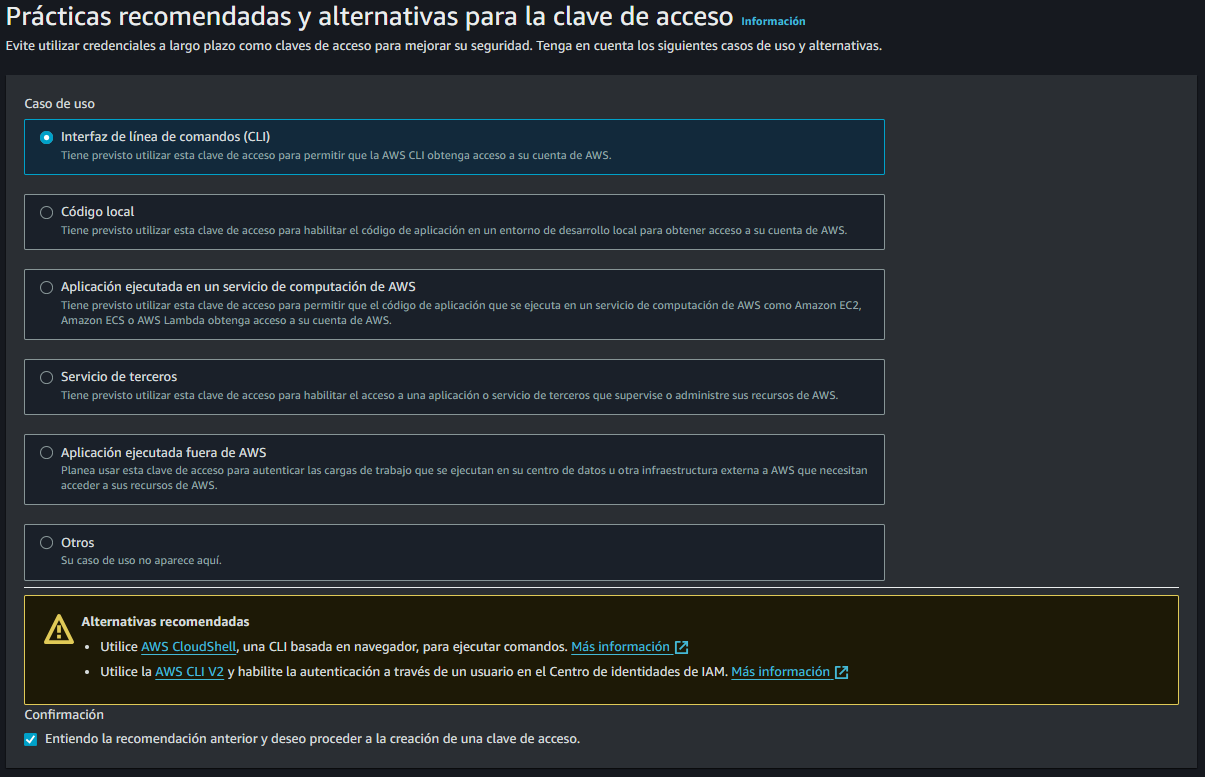 Prácticas recomendadas y alternativas para la clave de acceso Información
Evite utilizar credenciales a largo plazo como claves de acceso para mejorar su seguridad. Tenga en cuenta los siguientes casos de uso y alternativas.
Caso de uso
Interfaz de línea de comandos (CLI)
Tiene previsto utilizar esta clave de acceso para permitir que la AWS CLI obtenga acceso a su cuenta de AWS.
Código local
Tiene previsto utilizar esta clave de acceso para habilitar el código de aplicación en un entorno de desarrollo local para obtener acceso a su cuenta de AWS.
Aplicación ejecutada en un servicio de computación de AWS
Tiene previsto utilizar esta clave de acceso para permitir que el código de aplicación que se ejecuta en un servicio de computación de AWS como Amazon EC2,
Amazon ECS o AWS Lambda obtenga acceso a su cuenta de AWS.
Servicio de terceros
Tiene previsto utilizar esta clave de acceso para habilitar el acceso a una aplicación o servicio de terceros que supervise o administre sus recursos de AWS.
Aplicación ejecutada fuera de AWS
Planea usar esta clave de acceso para autenticar las cargas de trabajo que se ejecutan en su centro de datos u otra infraestructura externa a AWS que necesitan
acceder a sus recursos de AWS.
Otros
Su caso de uso no aparece aquí.
Alternativas recomendadas
• Utilice AWS CloudShell, una CLI basada en navegador, para ejecutar comandos. Más información
• Utilice la AWS CLI V2 y habilite la autenticación a través de un usuario en el Centro de identidades de IAM. Más información
Confirmación
Entiendo la recomendación anterior y deseo proceder a la creación de una clave de acceso.